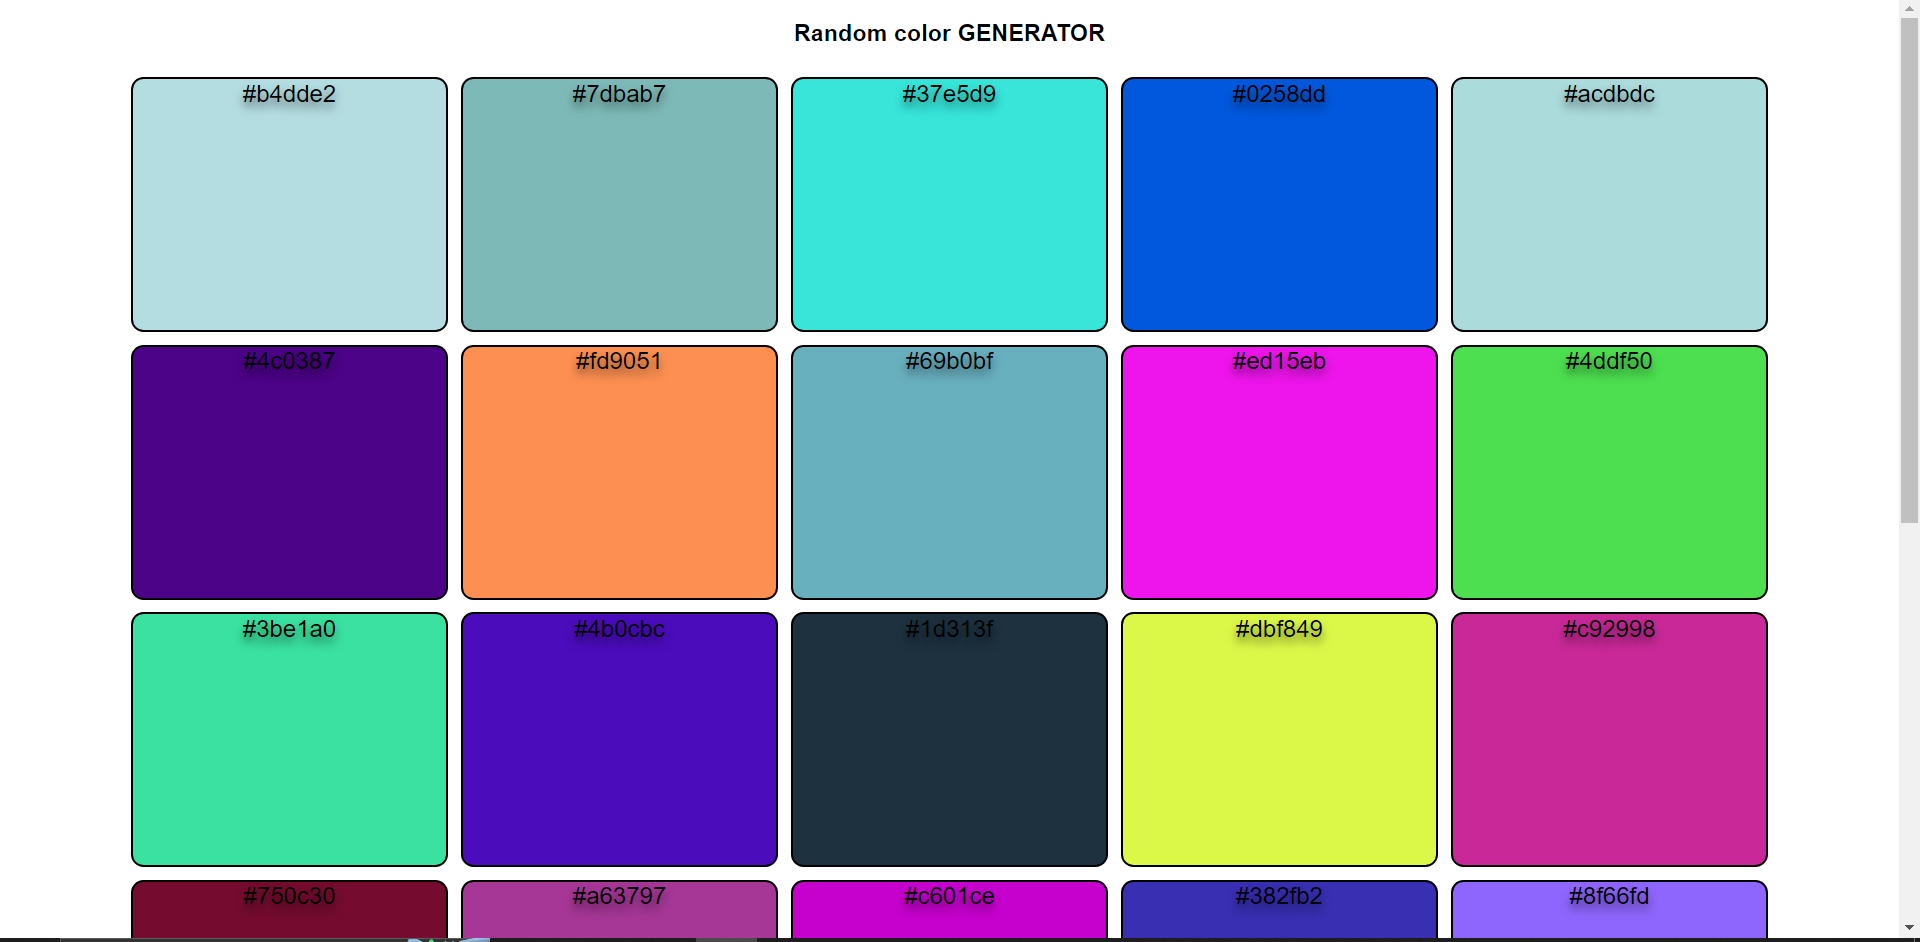 Random color GENERATOR
#b4dde2 #7dbab7 #37e5d9 #0258dd #acdbdc
#4c0387 #fd9051 #69b0bf #ed15eb #4ddf50
#3be1a0 #4b0cbc #1d313f #dbf849 #c92998
#750c30 #a63797 #c601ce #382fb2 #8f66fd